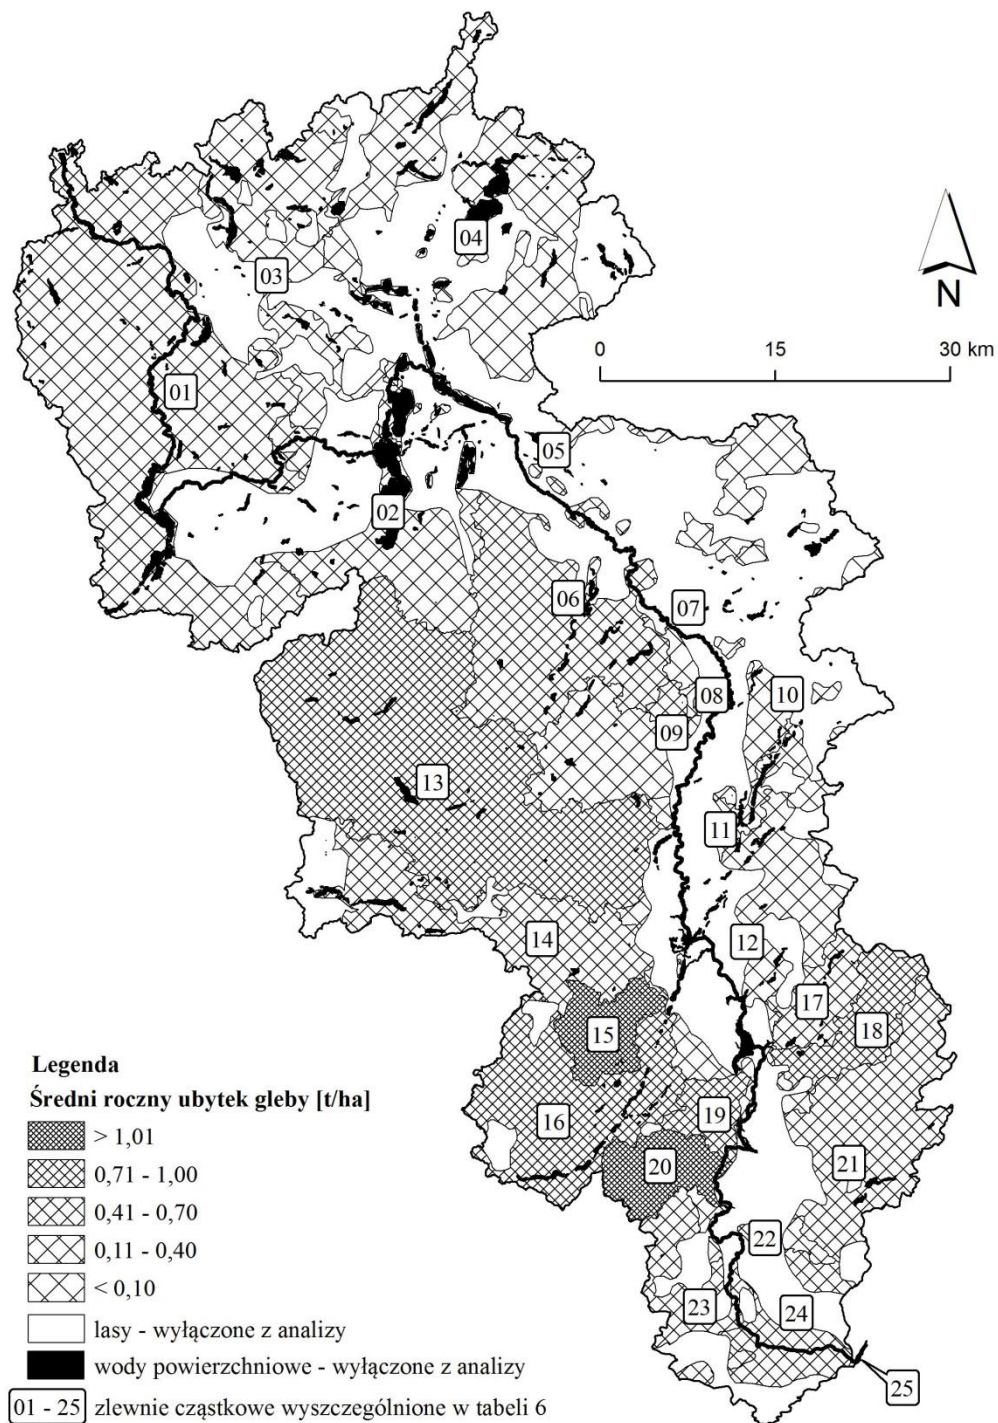 04
03
N
0 15 30 km
01
05
02
06
07
08
10
09
13
11
14
12
17
15
18
16
19
20
21
22
23
24
25
Legenda
Średni roczny ubytek gleby [t/ha]
> 1,01
0,71 - 1,00
0,41 - 0,70
0,11 - 0,40
< 0,10
lasy - wyłączone z analizy
wody powierzchniowe - wyłączone z analizy
01 - 25 zlewnie cząstkowe wyszczególnione w tabeli 6